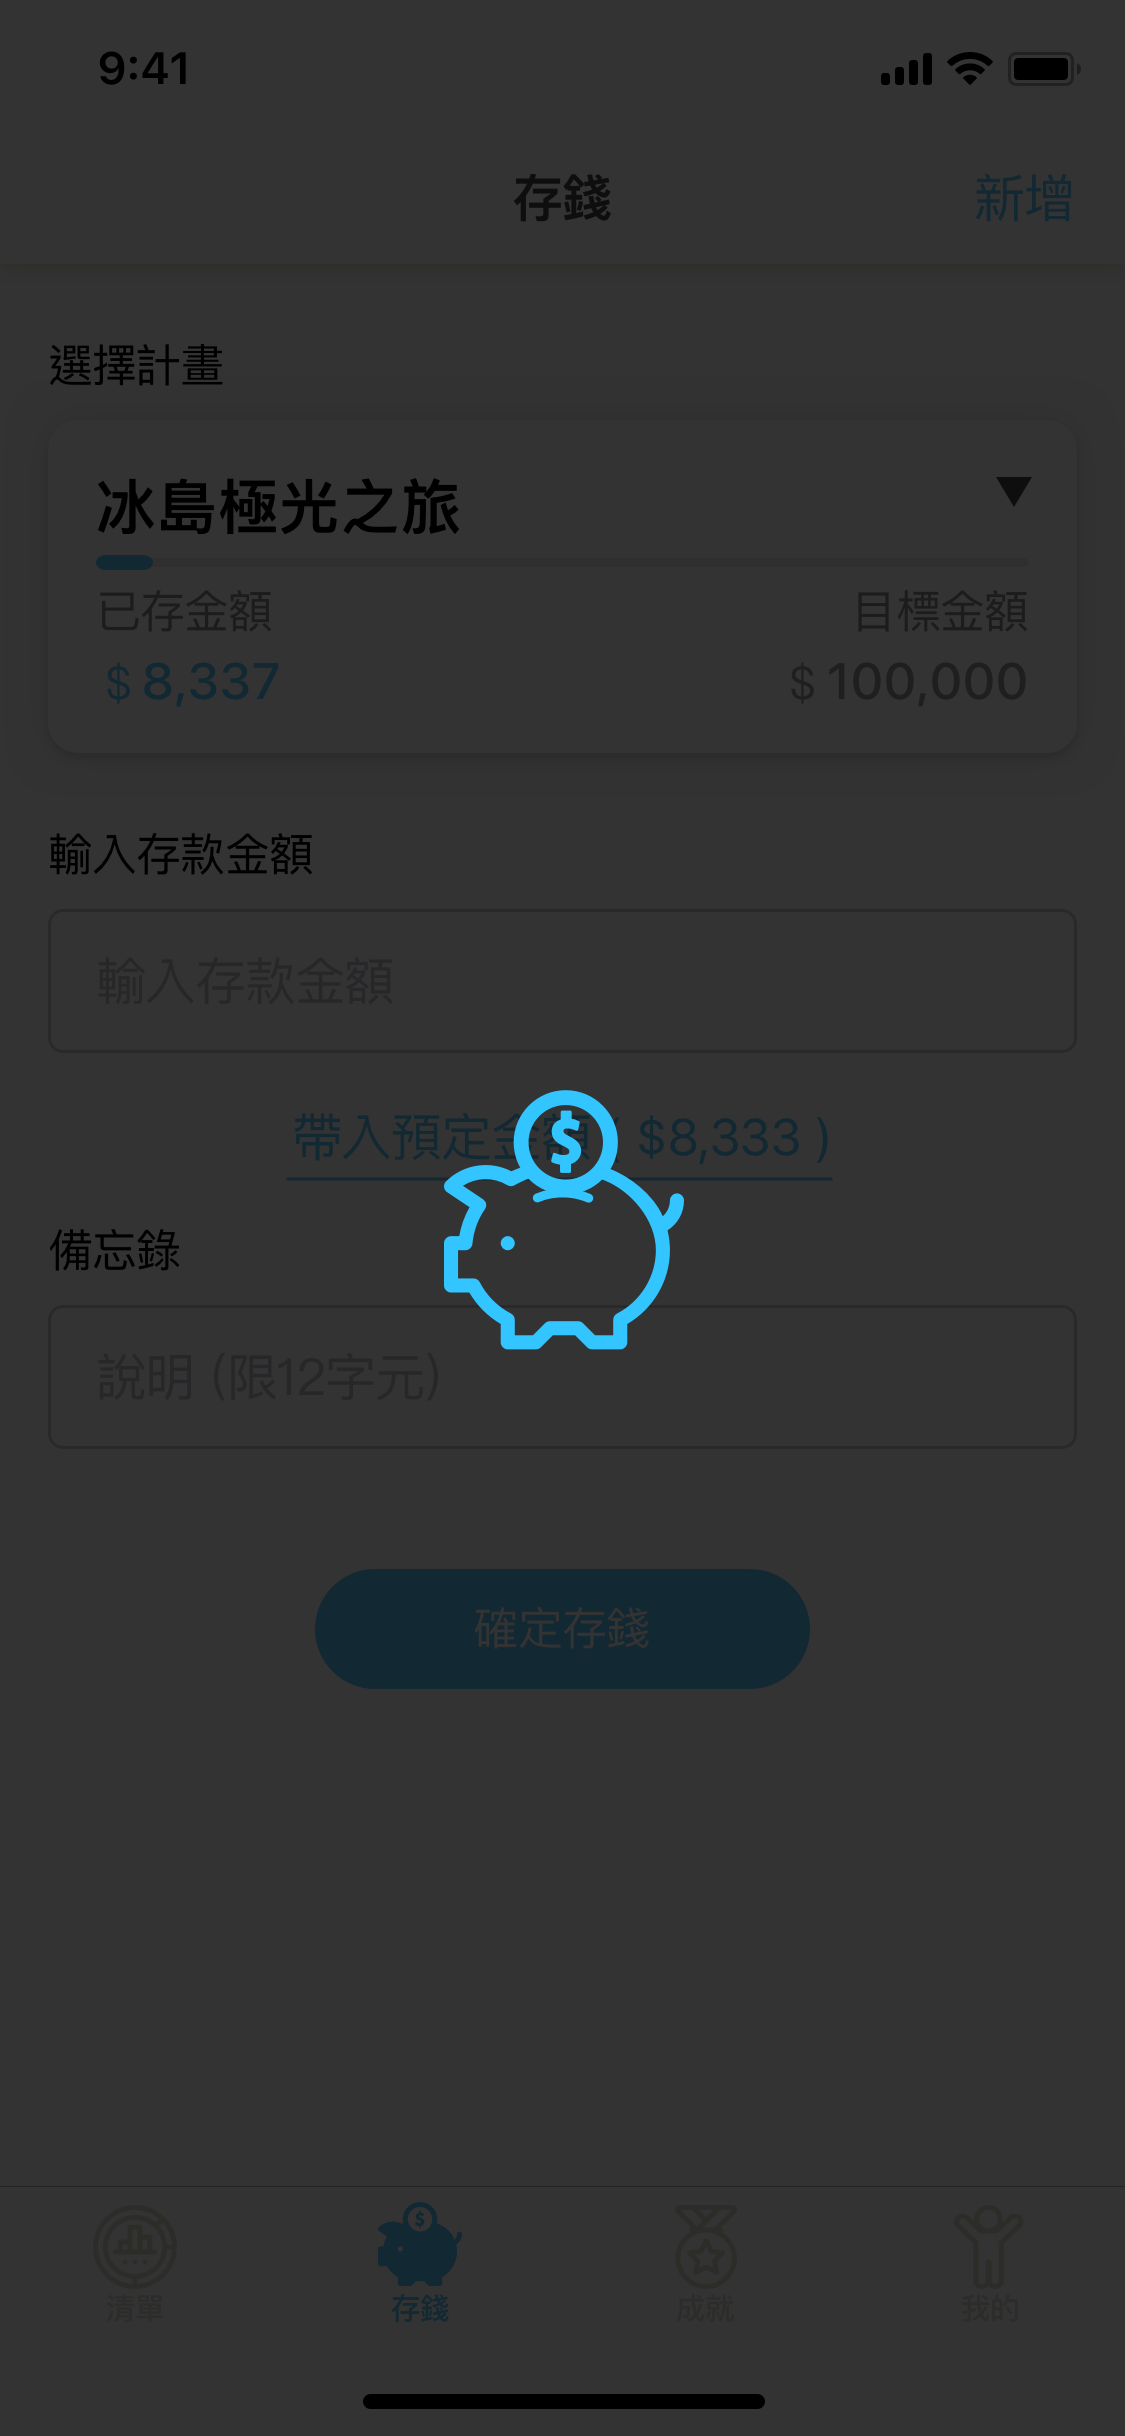 9:41
存錢 新增
選擇計畫
冰島極光之旅
已存金額 目標金額
$ 8,337 $ 100,000
輸入存款金額
輸入存款金額
帶入預定金額 ( $8,333 )
$
備忘錄
說明 (限12字元)
確定存錢
清單 存錢 成就 我的